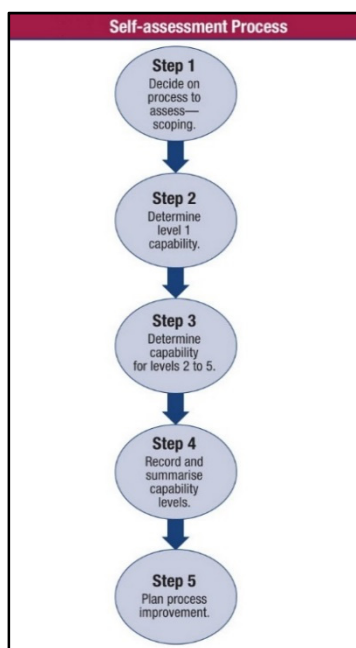 Self-assessment Process
Step 1
Decide on
process to
assess—
scoping.
Step 2
Determine
level 1
capability.
Step 3
Determine
capability
for levels 2 to 5.
Step 4
Record and
summarise
capability
levels.
Step 5
Plan process
improvement.